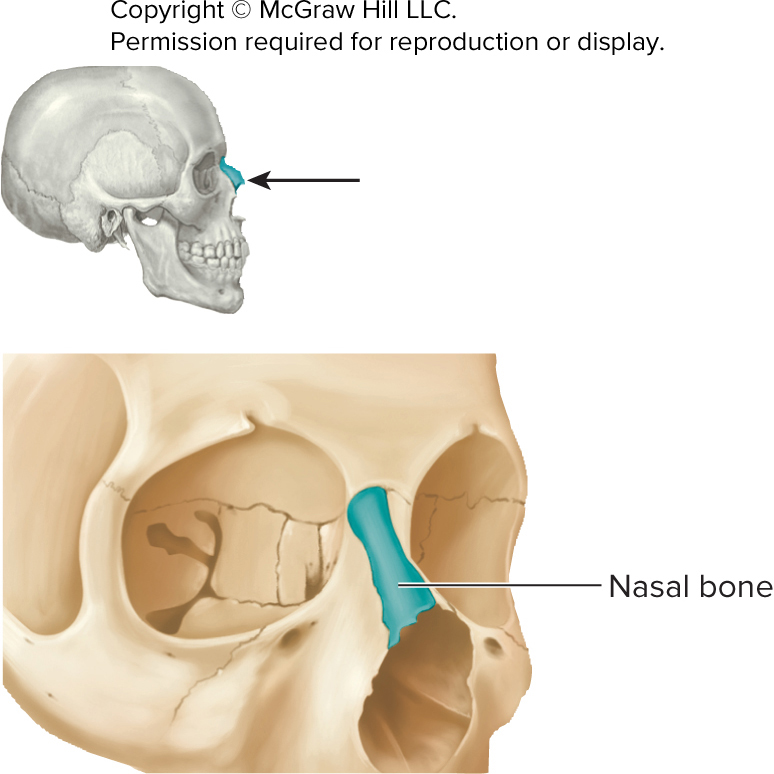 Copyright © McGraw Hill LLC.
Permission required for reproduction or display.
Nasal bone